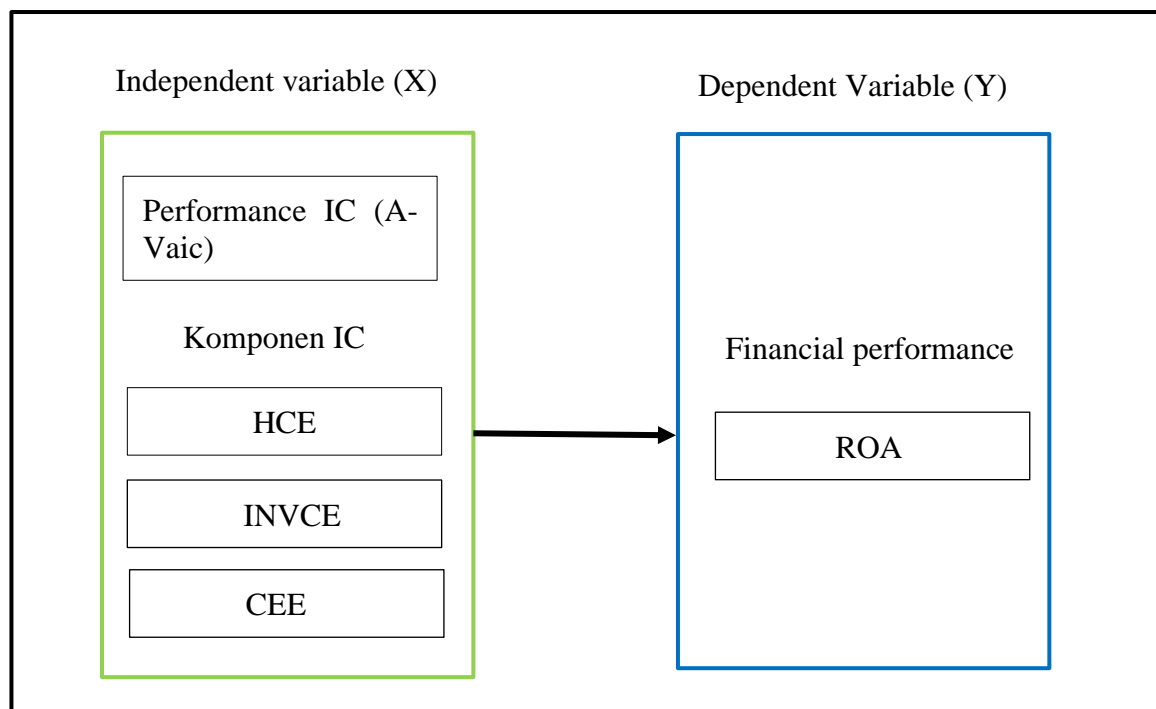 Independent variable (X)
Dependent Variable (Y)
Performance IC (A-
Vaic)
Komponen IC
HCE
INVCE
CEE
Financial performance
ROA